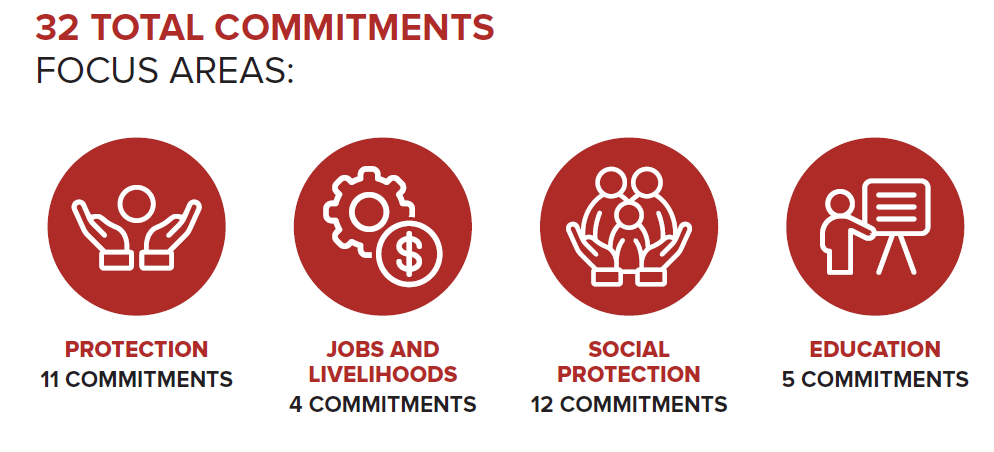 32 TOTAL COMMITMENTS
FOCUS AREAS:
$
PROTECTION
11 COMMITMENTS
JOBS AND
LIVELIHOODS
4 COMMITMENTS
SOCIAL
PROTECTION
12 COMMITMENTS
EDUCATION
5 COMMITMENTS